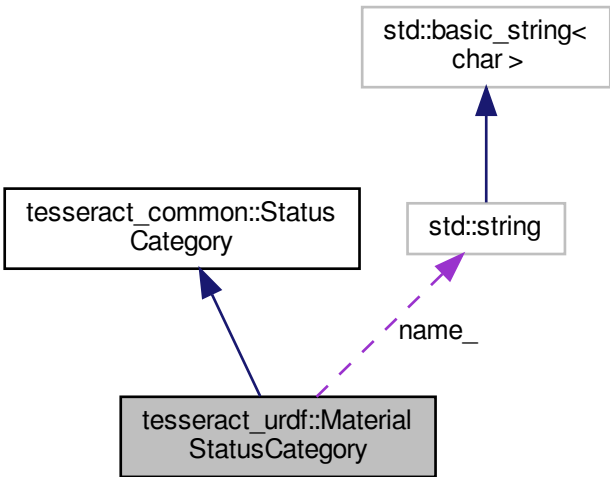 std::basic_string<
char >
tesseract_common::Status
Category
std::string
name_
tesseract_urdf::Material
StatusCategory